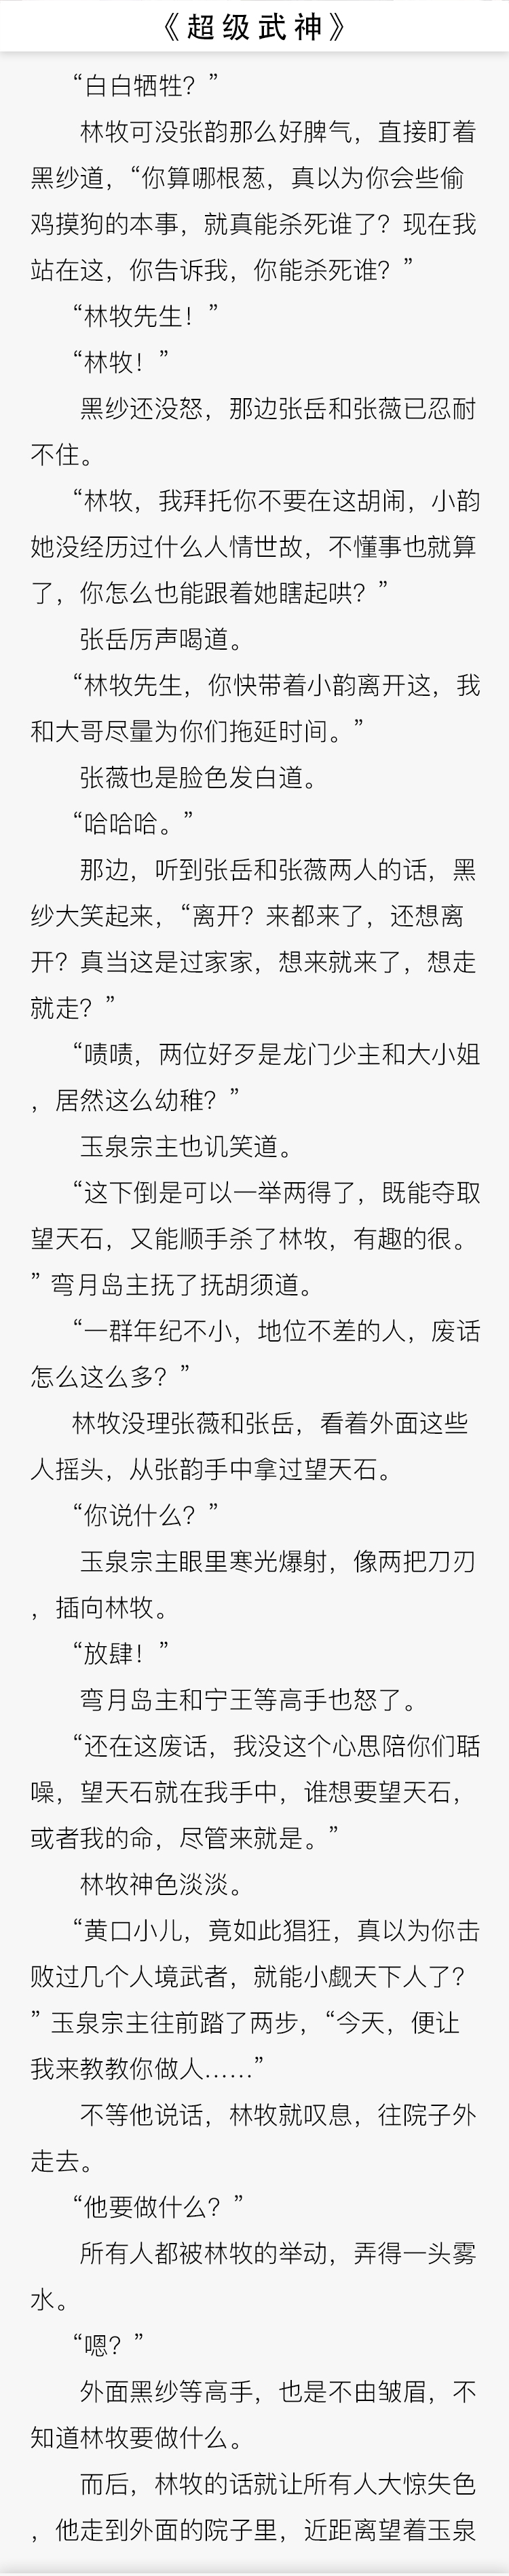 《超级武神》
“白白牺牲？”
林牧可没张韵那么好脾气，直接盯着
黑纱道，“你算哪根葱，真以为你会些偷
鸡摸狗的本事，就真能杀死谁了？现在我
站在这，你告诉我，你能杀死谁？”
“林牧先生！”
“林牧！”
黑纱还没怒，那边张岳和张薇已忍耐
不住。
“林牧，我拜托你不要在这胡闹，小韵
她没经历过什么人情世故，不懂事也就算
了，你怎么也能跟着她瞎起哄？”
张岳厉声喝道。
“林牧先生，你快带着小韵离开这，我
和大哥尽量为你们拖延时间。”
张薇也是脸色发白道。
“哈哈哈。”
那边，听到张岳和张薇两人的话，黑
纱大笑起来，“离开？来都来了，还想离
开？真当这是过家家，想来就来了，想走
就走？”
“啧啧，两位好歹是龙门少主和大小姐
，居然这么幼稚？”
玉泉宗主也讥笑道。
“这下倒是可以一举两得了，既能夺取
望天石，又能顺手杀了林牧，有趣的很。
”弯月岛主抚了抚胡须道。
“一群年纪不小，地位不差的人，废话
怎么这么多？”
林牧没理张薇和张岳，看着外面这些
人摇头，从张韵手中拿过望天石。
“你说什么？”
玉泉宗主眼里寒光爆射，像两把刀刃
，插向林牧。
“放肆！”
弯月岛主和宁王等高手也怒了。
“还在这废话，我没这个心思陪你们聒
噪，望天石就在我手中，谁想要望天石，
或者我的命，尽管来就是。”
林牧神色淡淡。
“黄口小儿，竟如此猖狂，真以为你击
败过几个人境武者，就能小觑天下人了？
”玉泉宗主往前踏了两步，“今天，便让
我来教教你做人……”
不等他说话，林牧就叹息，往院子外
走去。
“他要做什么？”
所有人都被林牧的举动，弄得一头雾
水。
“嗯？”
外面黑纱等高手，也是不由皱眉，不
知道林牧要做什么。
而后，林牧的话就让所有人大惊失色
，他走到外面的院子里，近距离望着玉泉